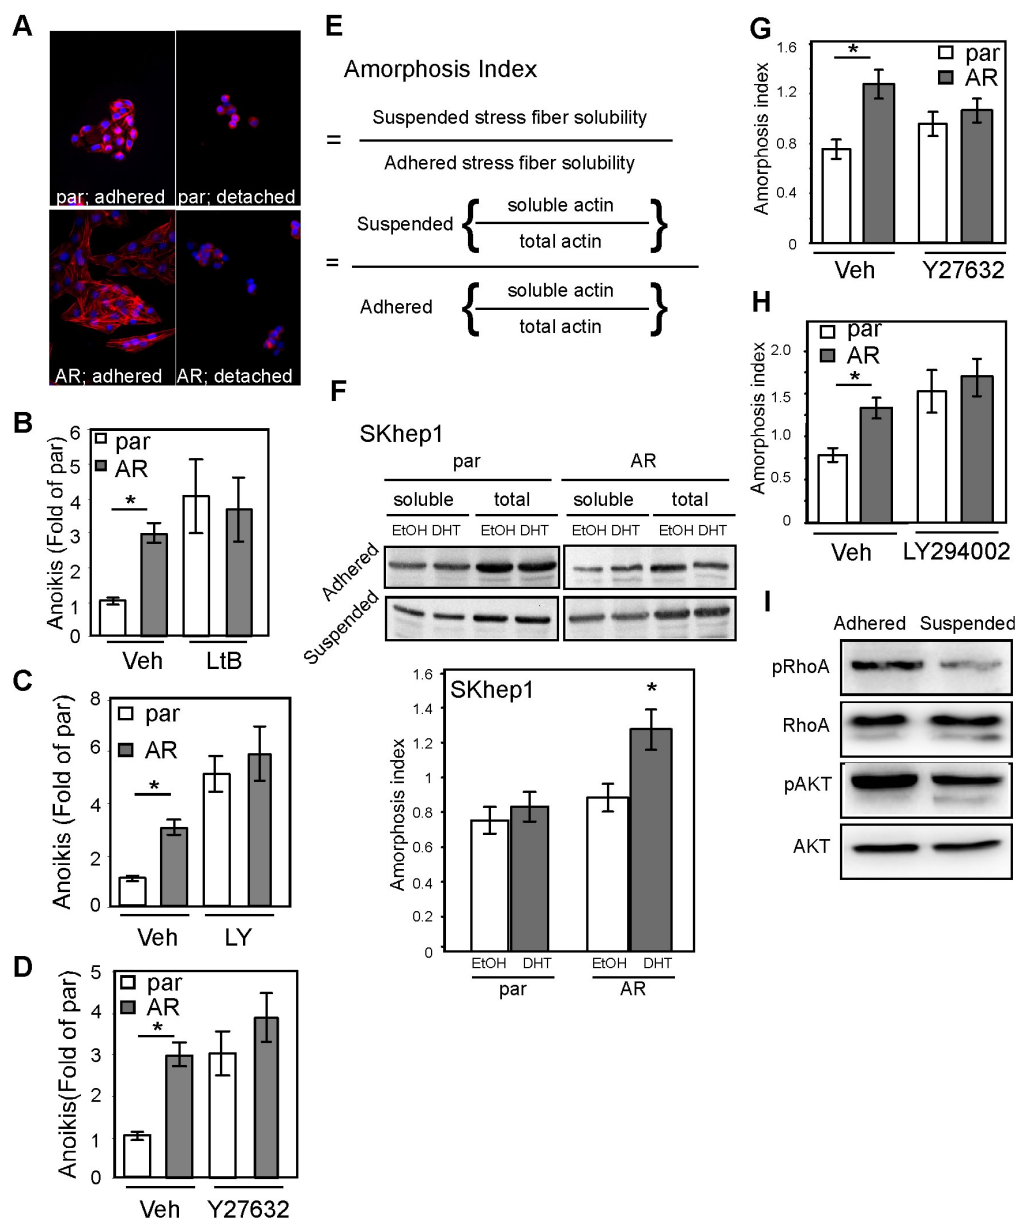 A
par; adhered
par; detached
AR; adhered
AR; detached
B
Anoikis (Fold of par)
6
5
4
3
2
1
0
par
AR
*
Veh
LtB
C
Anoikis (Fold of par)
8
6
4
2
0
par
AR
*
Veh
LY
D
Anoikis(Fold of par)
5
4
3
2
1
0
par
AR
*
Veh
Y27632
E
Amorphosis Index
=
Suspended stress fiber solubility
Adhered stress fiber solubility
=
Suspended { soluble actin
total actin }
Adhered { soluble actin
total actin }
F
SKhep1
par AR
soluble total soluble total
EtOH DHT EtOH DHT EtOH DHT EtOH DHT
Adhered
Suspended
SKhep1
Amorphosis index
1.6
1.4
1.2
1
0.8
0.6
0.4
0.2
0
*
EtOH DHT EtOH DHT
par AR
G
Amorphosis index
1.6
1.2
0.8
0.4
0
par
AR
*
Veh
Y27632
H
Amorphosis index
2.0
1.5
1.0
0.5
0
par
AR
*
Veh
LY294002
I
Adhered Suspended
pRhoA
RhoA
pAKT
AKT